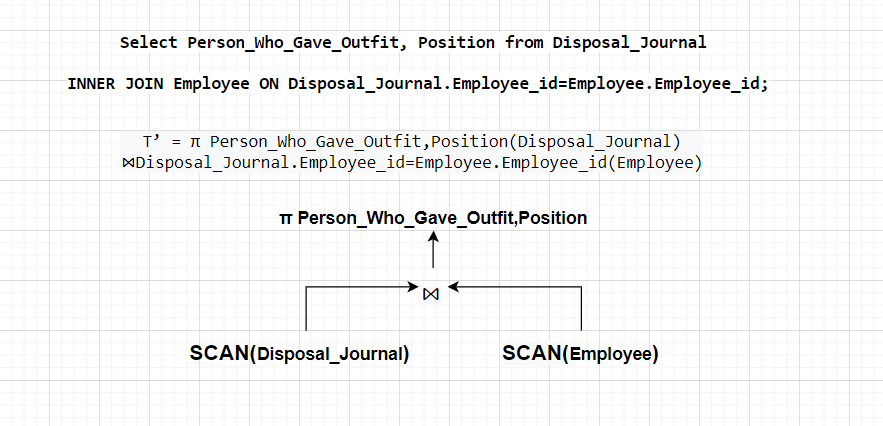 Select Person_Who_Gave_Outfit, Position from Disposal_Journal
INNER JOIN Employee ON Disposal_Journal.Employee_id=Employee.Employee_id;
T’ = π Person_Who_Gave_Outfit,Position(Disposal_Journal)
⋈Disposal_Journal.Employee_id=Employee.Employee_id(Employee)
π Person_Who_Gave_Outfit,Position
⋈
SCAN(Disposal_Journal) SCAN(Employee)